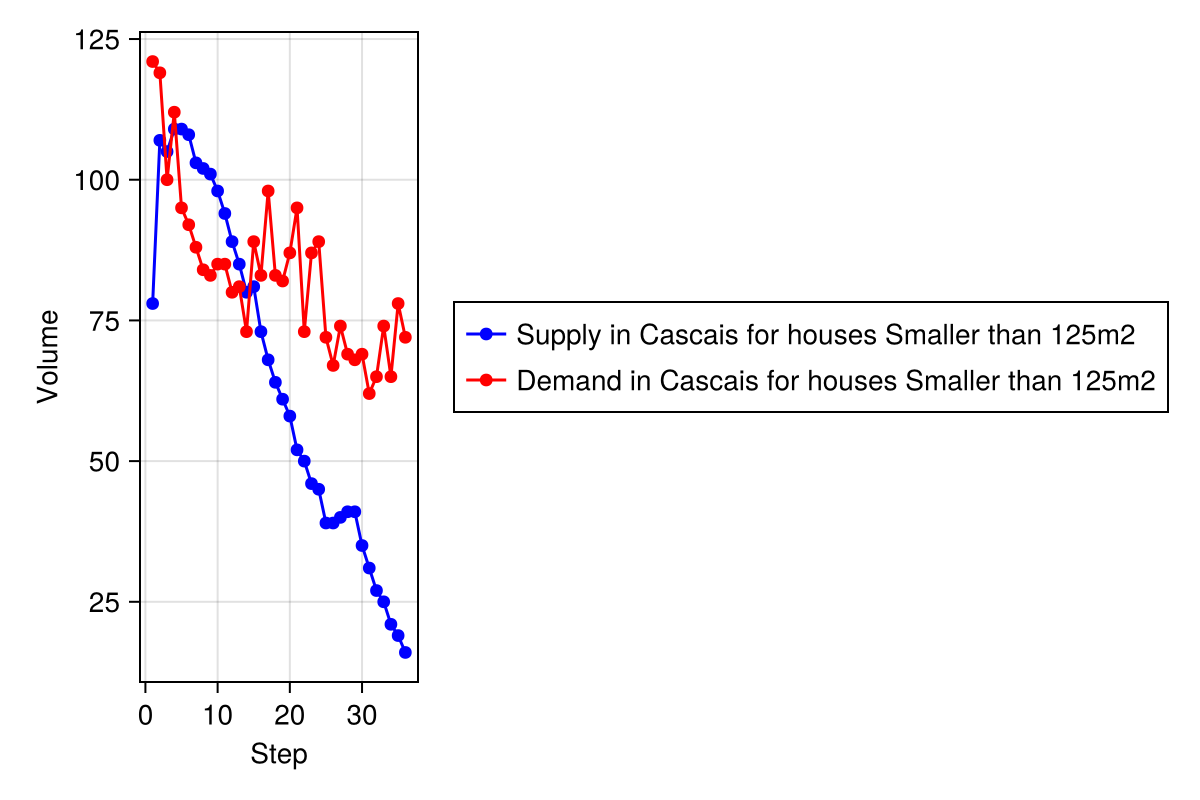 125
100
75
50
25
Volume
0 10 20 30
Step
Supply in Cascais for houses Smaller than 125m2
Demand in Cascais for houses Smaller than 125m2